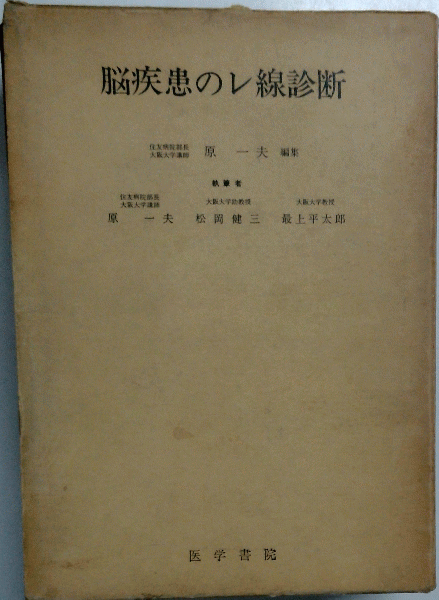 脳疾患のレ線診断
住友病院部長
大阪大学講師
原 一夫 編集
執筆者
住友病院部長
大阪大学講師
大阪大学助教授
大阪大学教授
原 一夫 松岡健三 最上平太郎
医学書院